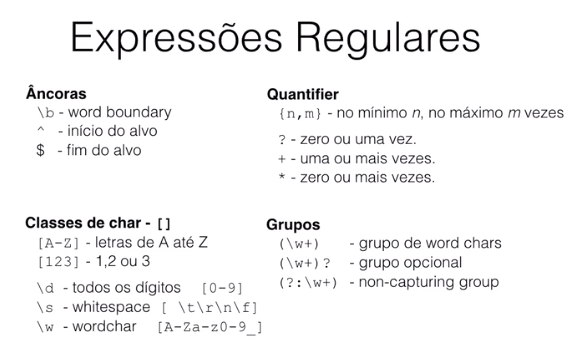 Expressões Regulares
Âncoras
\b - word boundary
^ - início do alvo
$ - fim do alvo
Quantifier
{n,m} - no mínimo n, no máximo m vezes
? - zero ou uma vez.
+ - uma ou mais vezes.
* - zero ou mais vezes.
Classes de char - []
[A-Z] - letras de A até Z
[123] - 1,2 ou 3
\d - todos os dígitos [0-9]
\s - whitespace [ \t\r\n\f]
\w - wordchar [A-Za-z0-9_]
Grupos
(\w+) - grupo de word chars
(\w+)? - grupo opcional
(?:\w+) - non-capturing group